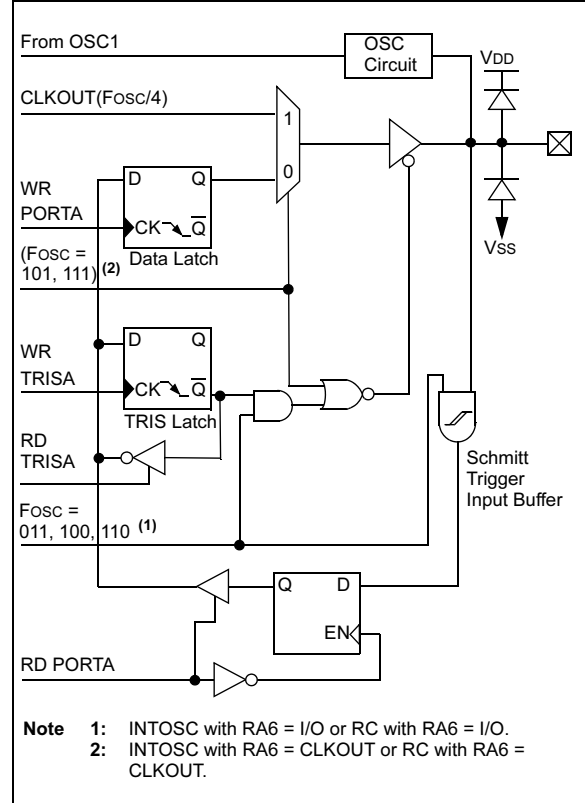 From OSC1
OSC
Circuit
VDD
CLKOUT(FOSC/4)
1
0
WR
PORTA
D Q
CK Q
Data Latch
VSS
(FOSC =
101, 111) (2)
WR
TRISA
D Q
CK Q
TRIS Latch
RD
TRISA
Schmitt
Trigger
Input Buffer
FOSC =
011, 100, 110 (1)
Q D
EN
RD PORTA
Note 1: INTOSC with RA6 = I/O or RC with RA6 = I/O.
2: INTOSC with RA6 = CLKOUT or RC with RA6 =
CLKOUT.